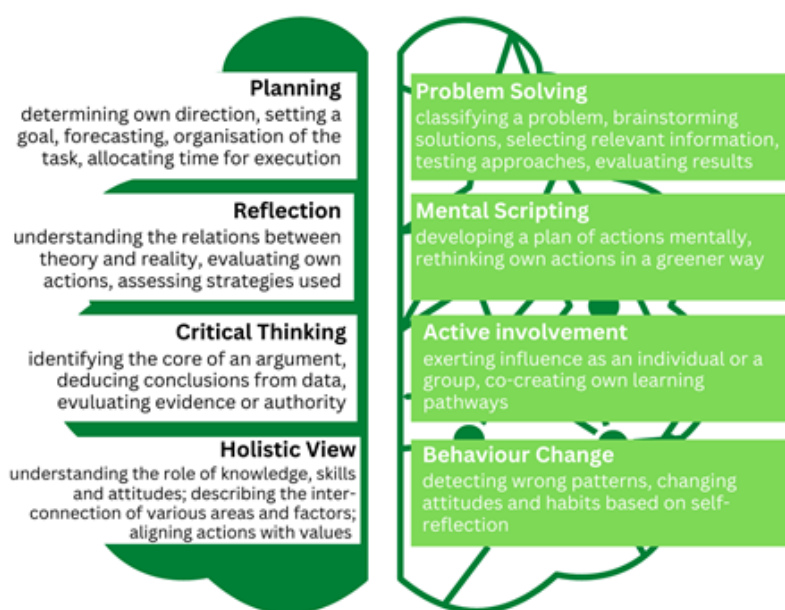 Planning
determining own direction, setting a
goal, forecasting, organisation of the
task, allocating time for execution
Reflection
understanding the relations between
theory and reality, evaluating own
actions, assessing strategies used
Critical Thinking
identifying the core of an argument,
deducing conclusions from data,
evuluating evidence or authority
Holistic View
understanding the role of knowledge, skills
and attitudes; describing the inter-
connection of various areas and factors;
aligning actions with values
Problem Solving
classifying a problem, brainstorming
solutions, selecting relevant information,
testing approaches, evaluating results
Mental Scripting
developing a plan of actions mentally,
rethinking own actions in a greener way
Active involvement
exerting influence as an individual or a
group, co-creating own learning
pathways
Behaviour Change
detecting wrong patterns, changing
attitudes and habits based on self-
reflection